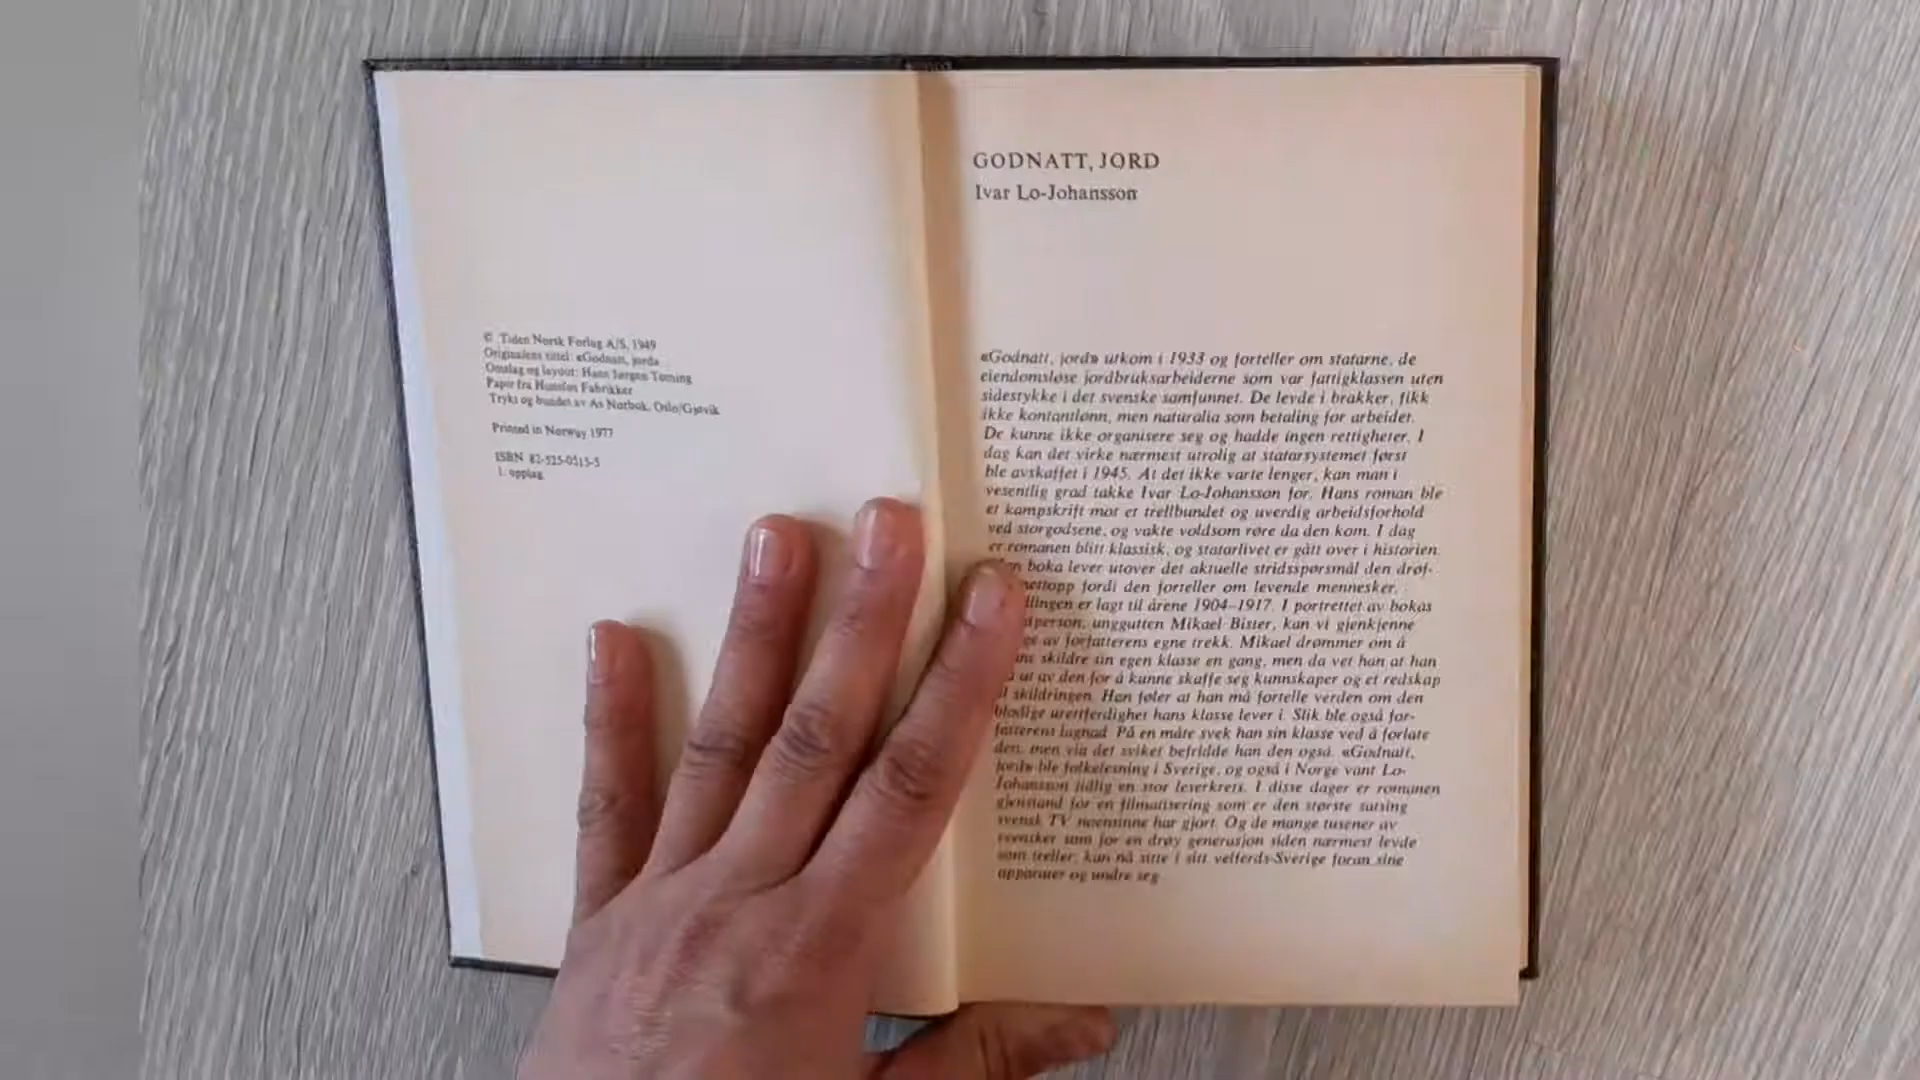 © Tiden Norsk Forlag A/S, 1949
Originalens tittel: «Godnatt, jord»
Omslag og layout: Hans Jørgen Toming
Papir fra Hunsfos Fabrikker
Trykt og bundet av As Norbok, Oslo/Gjøvik
Printed in Norway 1977
ISBN 82-525-0315-5
1. opplag
GODNATT, JORD
Ivar Lo-Johansson
«Godnatt, jord» utkom i 1933 og forteller om statarne, de
eiendomsløse jordbruksarbeiderne som var fattigklassen uten
sidestykke i det svenske samfunnet. De levde i brakker, fikk
ikke kontantlønn, men naturalia som betaling for arbeidet.
De kunne ikke organisere seg og hadde ingen rettigheter. I
dag kan det virke nærmest utrolig at statarsystemet først
ble avskaffet i 1945. At det ikke varte lenger, kan man i
vesentlig grad takke Ivar Lo-Johansson for. Hans roman ble
et kampskrift mot et trellbundet og uverdig arbeidsforhold
ved storgodsene, og vakte voldsom røre da den kom. I dag
er romanen blitt klassisk, og statarlivet er gått over i historien.
boka lever utover det aktuelle stridsspørsmål den drøf-
nettopp fordi den forteller om levende mennesker.
er lagt til årene 1904–1917. I portrettet av bokas
unggutten Mikael Bister, kan vi gjenkjenne
av forfatterens egne trekk. Mikael drømmer om å
skildre sin egen klasse en gang, men da vet han at han
ut av den for å kunne skaffe seg kunnskaper og et redskap
skildringen. Han føler at han må fortelle verden om den
blodige urettferdighet hans klasse lever i. Slik ble også for-
fatterens lagnad. På en måte svek han sin klasse ved å forlate
den, men via det sviket befridde han den også. «Godnatt,
jord» ble folkelesning i Sverige, og også i Norge vant Lo-
Johansson tidlig en stor leserkrets. I disse dager er romanen
gjenstand for en filmatisering som er den største satsing
svensk TV noensinne har gjort. Og de mange tusener av
svensker som for en drøy generasjon siden nærmest levde
som treller, kan nå sitte i sitt velferds-Sverige foran sine
apparater og undre seg